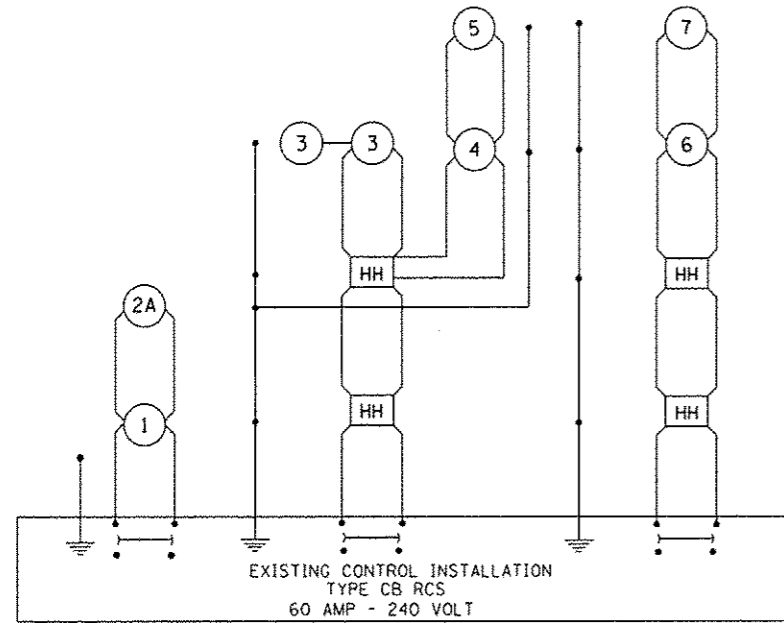 5
7
3 3
4
6
HH
HH
2A
HH
HH
1
EXISTING CONTROL INSTALLATION
TYPE CB RCS
60 AMP - 240 VOLT